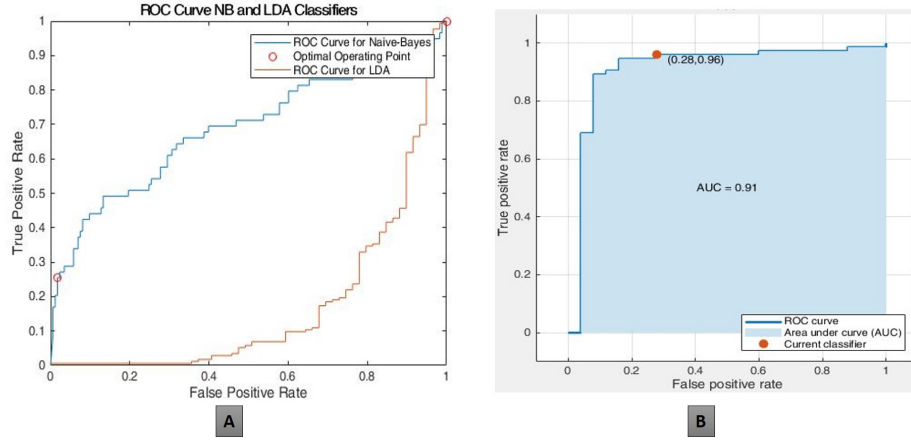 ROC Curve NB and LDA Classifiers
1
0.9
0.8
0.7
0.6
0.5
0.4
0.3
0.2
0.1
0
True Positive Rate
ROC Curve for Naive-Bayes
Optimal Operating Point
ROC Curve for LDA
0 0.2 0.4 0.6 0.8 1
False Positive Rate
A
1
0.8
0.6
0.4
0.2
0
True positive rate
(0.28,0.96)
AUC = 0.91
ROC curve
Area under curve (AUC)
Current classifier
0 0.2 0.4 0.6 0.8 1
False positive rate
B